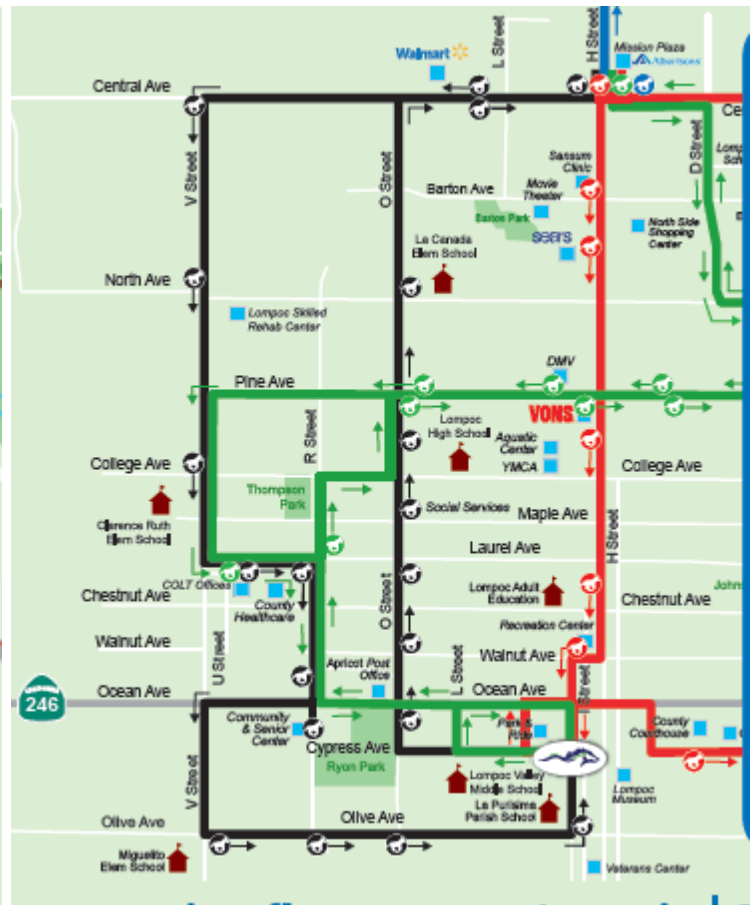 L Street
H Street
Mission Plaza
Albertsons
Walmart
Central Ave
Ce
V Street
O Street
D Street
Sansum
Clinic
Movie
Theater
Barton Ave
Barton Park
sears
North Side
Shopping
Center
La Canada
Elem School
North Ave
Lompoc Skilled
Rehab Center
DMV
Pine Ave
VONS
R Street
Lompoc
High School
Aquatic
Center
YMCA
College Ave
College Ave
Thompson
Park
Social Services
Maple Ave
Clarence Ruth
Elem School
Laurel Ave
H Street
COLT Offices
County
Healthcare
Chestnut Ave
Lompoc Adult
Education
Chestnut Ave
Johns
O Street
Recreation Center
Walnut Ave
U Street
Apricot Post
Office
L Street
Walnut Ave
Ocean Ave
Ocean Ave
I Street
246
Community
& Senior
Center
Cypress Ave
Ryon Park
Park &
Ride
County
Courthouse
V Street
Lompoc Valley
Middle School
La Purisima
Parish School
Lompoc
Museum
Olive Ave
Olive Ave
Miguelito
Elem School
Veterans Center